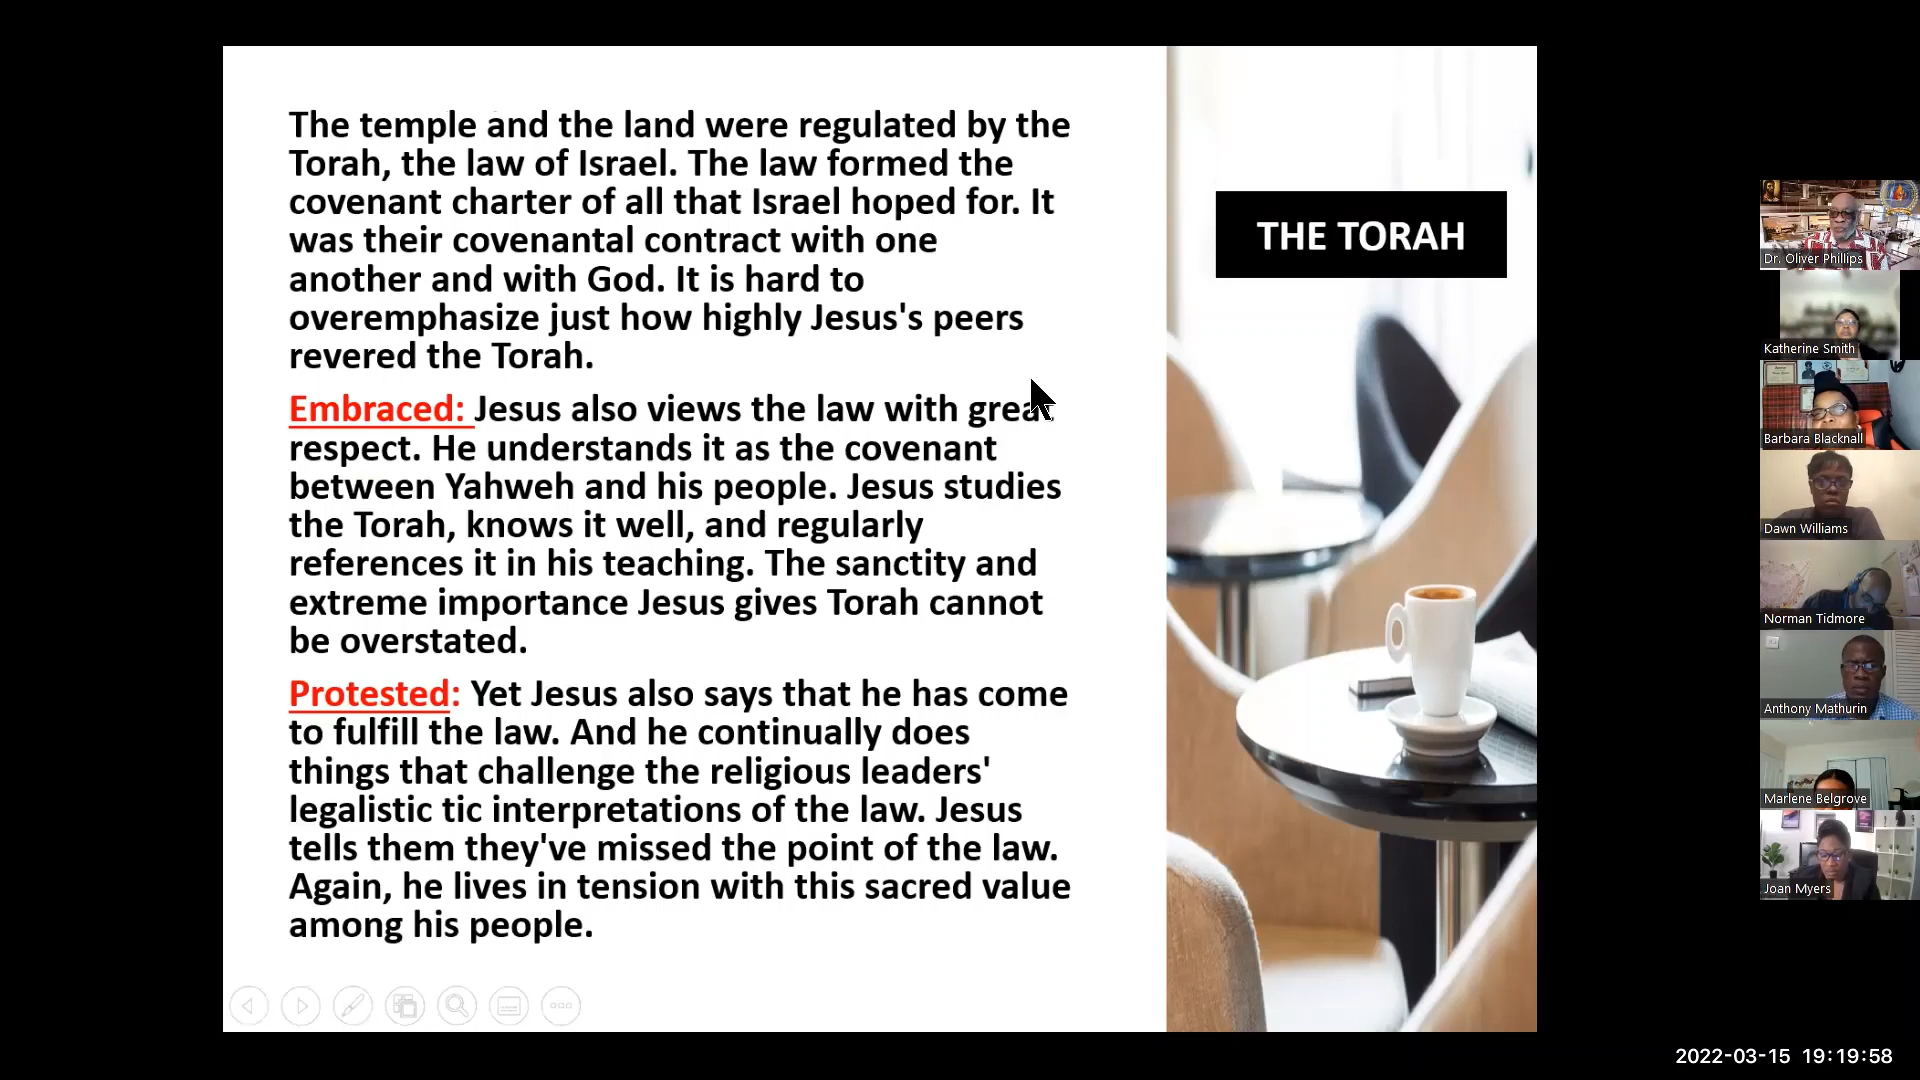 The temple and the land were regulated by the
Torah, the law of Israel. The law formed the
covenant charter of all that Israel hoped for. It
was their covenantal contract with one
another and with God. It is hard to
overemphasize just how highly Jesus's peers
revered the Torah.
Embraced: Jesus also views the law with great
respect. He understands it as the covenant
between Yahweh and his people. Jesus studies
the Torah, knows it well, and regularly
references it in his teaching. The sanctity and
extreme importance Jesus gives Torah cannot
be overstated.
Protested: Yet Jesus also says that he has come
to fulfill the law. And he continually does
things that challenge the religious leaders'
legalistic tic interpretations of the law. Jesus
tells them they've missed the point of the law.
Again, he lives in tension with this sacred value
among his people.
THE TORAH
Dr. Oliver Phillips
Katherine Smith
Barbara Blacknall
Dawn Williams
Norman Tidmore
Anthony Mathurin
Marlene Belgrove
Joan Myers
2022-03-15 19:19:58